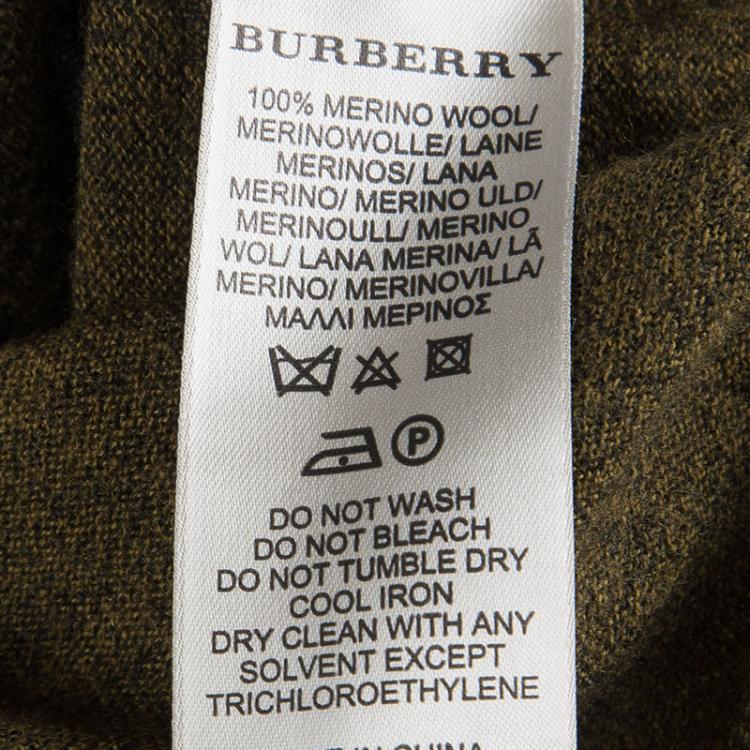 BURBERRY
100% MERINO WOOL/
MERINOWOLLE/ LAINE
MERINOS/ LANA
MERINO/ MERINO ULD/
MERINOULL/ MERINO
WOL/ LANA MERINA/ LÃ
MERINO/ MERINOVILLA/
ΜΑΛΛΙ ΜΕΡΙΝΟΣ
P
DO NOT WASH
DO NOT BLEACH
DO NOT TUMBLE DRY
COOL IRON
DRY CLEAN WITH ANY
SOLVENT EXCEPT
TRICHLOROETHYLENE
IN CHINA